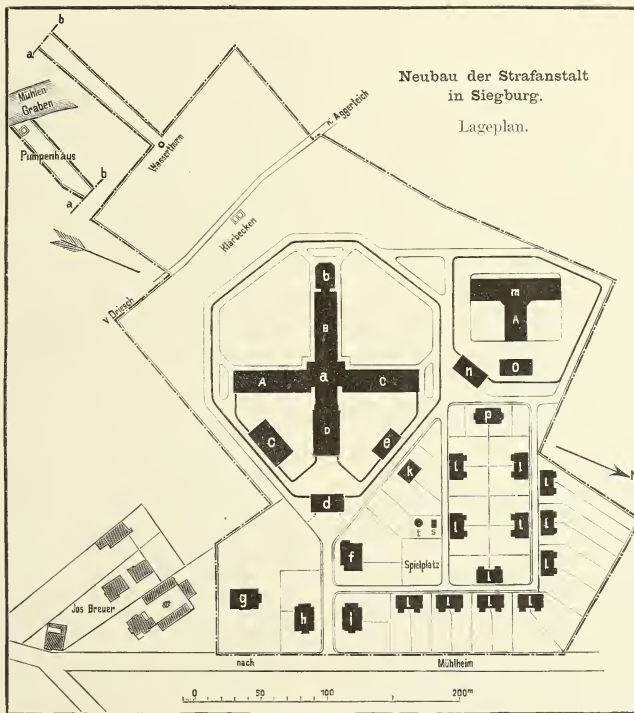 Neubau der Strafanstalt
in Siegburg.
Lageplan.
b
a
Mühlen-
Graben
Pumpenhaus
b
a
Wasserthurm
n. Aggerteich
Klärbecken
v Driesch
b
B
A
a
C
D
C
e
d
m
A
n
O
p
l
l
l
l
l
l
l
l
k
t
s
Spielplatz
f
g
h
i
l
l
l
l
Jos Breuer
nach
Mühlheim
0
50
100
200m